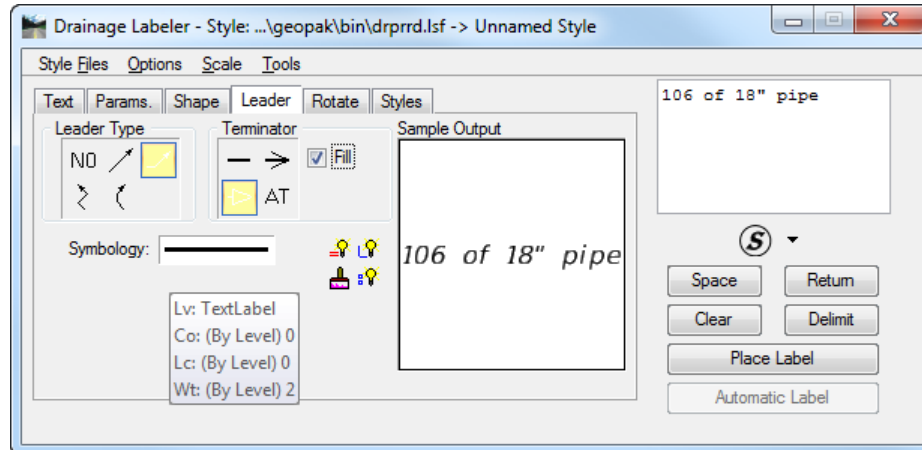 Drainage Labeler - Style: ...\geopak\bin\drprrd.lsf -> Unnamed Style
Style Files Options Scale Tools
Text Params. Shape Leader Rotate Styles
Leader Type
NO
Terminator
Fill
AT
Symbology:
Lv: TextLabel
Co: (By Level) 0
Lc: (By Level) 0
Wt: (By Level) 2
Sample Output
106 of 18" pipe
106 of 18" pipe
S
Space Return
Clear Delimit
Place Label
Automatic Label